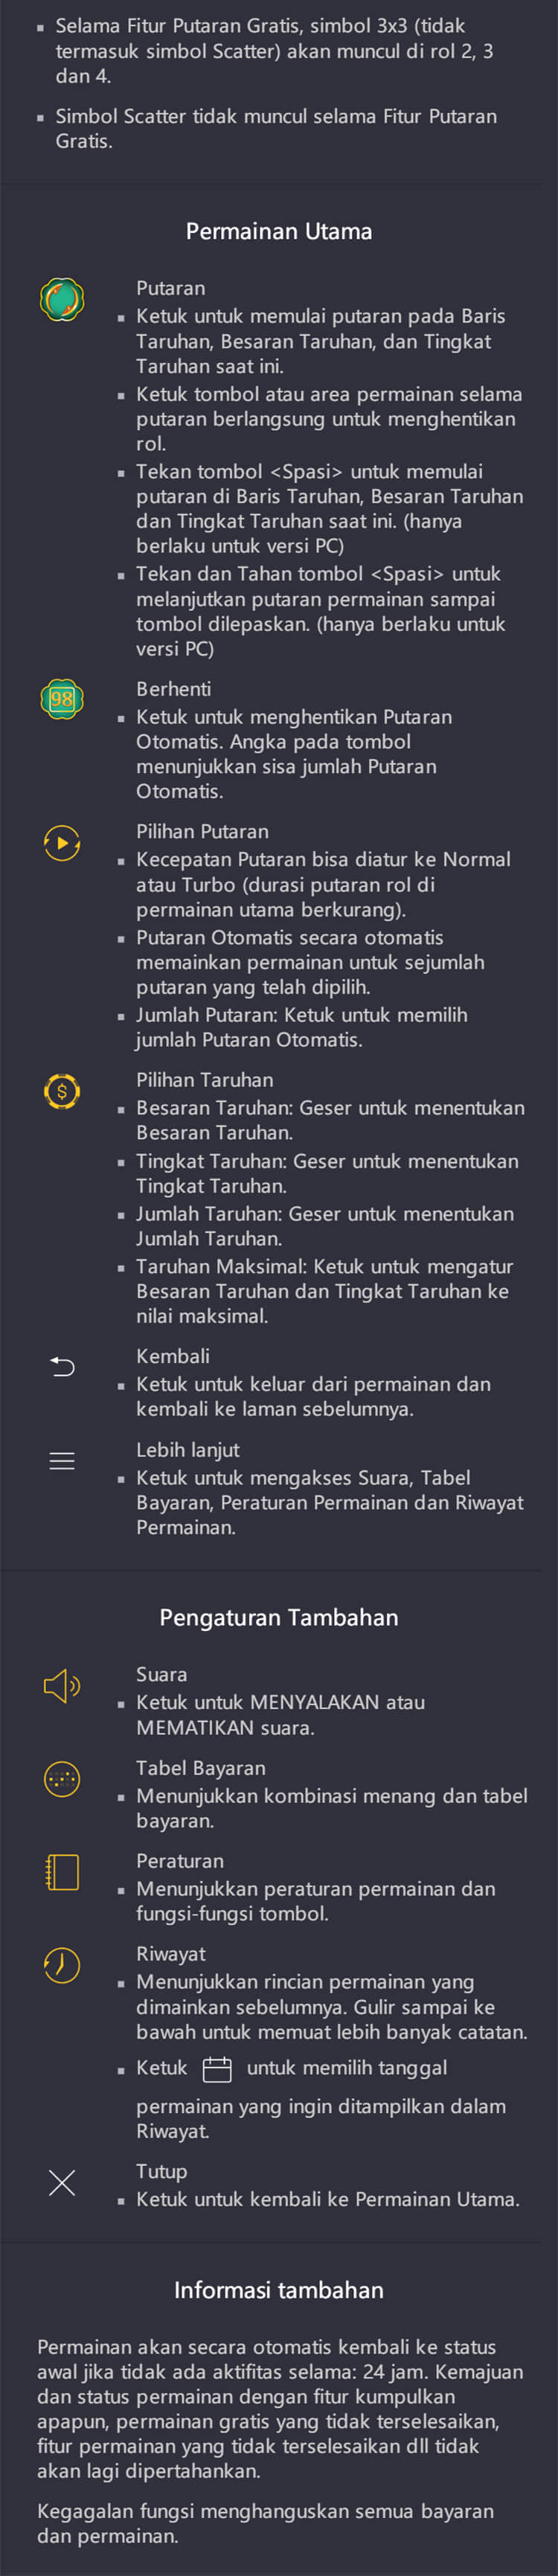 Selama Fitur Putaran Gratis, simbol 3x3 (tidak
termasuk simbol Scatter) akan muncul di rol 2, 3
dan 4.
Simbol Scatter tidak muncul selama Fitur Putaran
Gratis.
Permainan Utama
Putaran
Ketuk untuk memulai putaran pada Baris
Taruhan, Besaran Taruhan, dan Tingkat
Taruhan saat ini.
Ketuk tombol atau area permainan selama
putaran berlangsung untuk menghentikan
rol.
Tekan tombol <Spasi> untuk memulai
putaran di Baris Taruhan, Besaran Taruhan
dan Tingkat Taruhan saat ini. (hanya
berlaku untuk versi PC)
Tekan dan Tahan tombol <Spasi> untuk
melanjutkan putaran permainan sampai
tombol dilepaskan. (hanya berlaku untuk
versi PC)
98
Berhenti
Ketuk untuk menghentikan Putaran
Otomatis. Angka pada tombol
menunjukkan sisa jumlah Putaran
Otomatis.
Pilihan Putaran
Kecepatan Putaran bisa diatur ke Normal
atau Turbo (durasi putaran rol di
permainan utama berkurang).
Putaran Otomatis secara otomatis
memainkan permainan untuk sejumlah
putaran yang telah dipilih.
Jumlah Putaran: Ketuk untuk memilih
jumlah Putaran Otomatis.
$
Pilihan Taruhan
Besaran Taruhan: Geser untuk menentukan
Besaran Taruhan.
Tingkat Taruhan: Geser untuk menentukan
Tingkat Taruhan.
Jumlah Taruhan: Geser untuk menentukan
Jumlah Taruhan.
Taruhan Maksimal: Ketuk untuk mengatur
Besaran Taruhan dan Tingkat Taruhan ke
nilai maksimal.
Kembali
Ketuk untuk keluar dari permainan dan
kembali ke laman sebelumnya.
Lebih lanjut
Ketuk untuk mengakses Suara, Tabel
Bayaran, Peraturan Permainan dan Riwayat
Permainan.
Pengaturan Tambahan
Suara
Ketuk untuk MENYALAKAN atau
MEMATIKAN suara.
Tabel Bayaran
Menunjukkan kombinasi menang dan tabel
bayaran.
Peraturan
Menunjukkan peraturan permainan dan
fungsi-fungsi tombol.
Riwayat
Menunjukkan rincian permainan yang
dimainkan sebelumnya. Gulir sampai ke
bawah untuk memuat lebih banyak catatan.
Ketuk untuk memilih tanggal
permainan yang ingin ditampilkan dalam
Riwayat.
Tutup
Ketuk untuk kembali ke Permainan Utama.
Informasi tambahan
Permainan akan secara otomatis kembali ke status
awal jika tidak ada aktifitas selama: 24 jam. Kemajuan
dan status permainan dengan fitur kumpulkan
apapun, permainan gratis yang tidak terselesaikan,
fitur permainan yang tidak terselesaikan dll tidak
akan lagi dipertahankan.
Kegagalan fungsi menghanguskan semua bayaran
dan permainan.